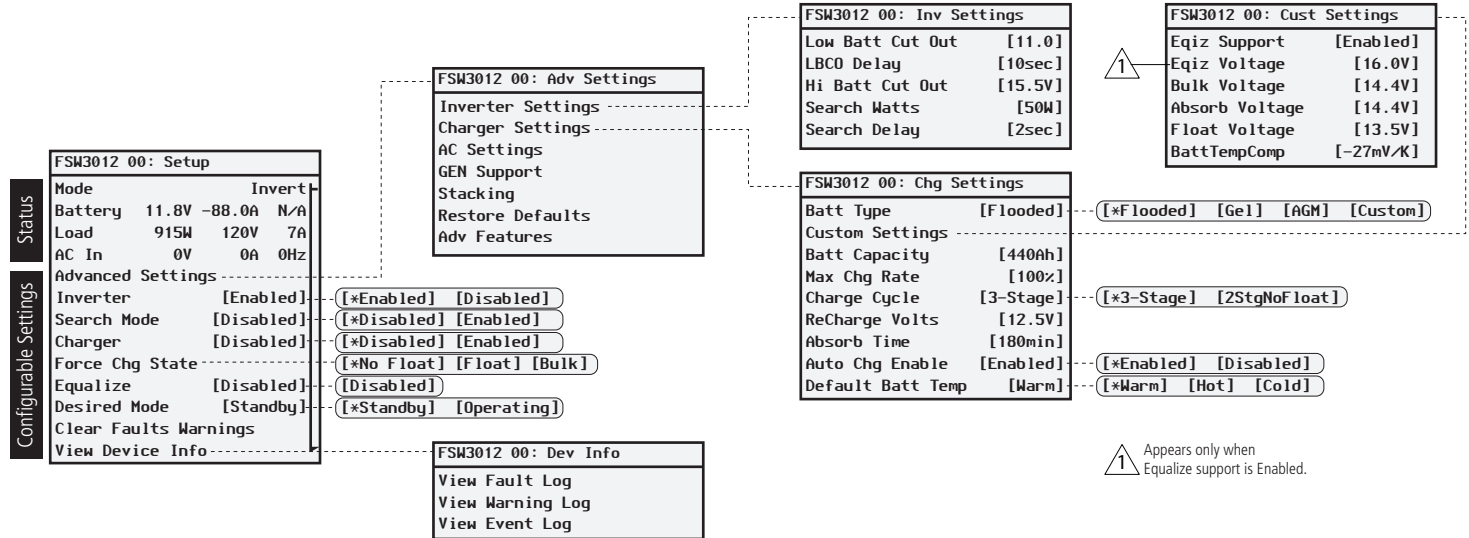 Status
Configurable Settings
FSW3012 00: Setup
Mode Invert
Battery 11.8V -88.0A N/A
Load 915W 120V 7A
AC In 0V 0A 0Hz
Advanced Settings
Inverter [Enabled] [*Enabled] [Disabled]
Search Mode [Disabled] [*Disabled] [Enabled]
Charger [Disabled] [*Disabled] [Enabled]
Force Chg State [*No Float] [Float] [Bulk]
Equalize [Disabled] [Disabled]
Desired Mode [Standby] [*Standby] [Operating]
Clear Faults Warnings
View Device Info
FSW3012 00: Adv Settings
Inverter Settings
Charger Settings
AC Settings
GEN Support
Stacking
Restore Defaults
Adv Features
FSW3012 00: Dev Info
View Fault Log
View Warning Log
View Event Log
FSW3012 00: Inv Settings
Low Batt Cut Out [11.0]
LBCO Delay [10sec]
Hi Batt Cut Out [15.5V]
Search Watts [50W]
Search Delay [2sec]
FSW3012 00: Chg Settings
Batt Type [Flooded] [*Flooded] [Gel] [AGM] [Custom]
Custom Settings
Batt Capacity [440Ah]
Max Chg Rate [100%]
Charge Cycle [3-Stage] [*3-Stage] [2StgNoFloat]
ReCharge Volts [12.5V]
Absorb Time [180min]
Auto Chg Enable [Enabled] [*Enabled] [Disabled]
Default Batt Temp [Warm] [*Warm] [Hot] [Cold]
FSW3012 00: Cust Settings
Eqiz Support [Enabled]
1
Eqiz Voltage [16.0V]
Bulk Voltage [14.4V]
Absorb Voltage [14.4V]
Float Voltage [13.5V]
BattTempComp [-27mV/K]
1
Appears only when
Equalize support is Enabled.